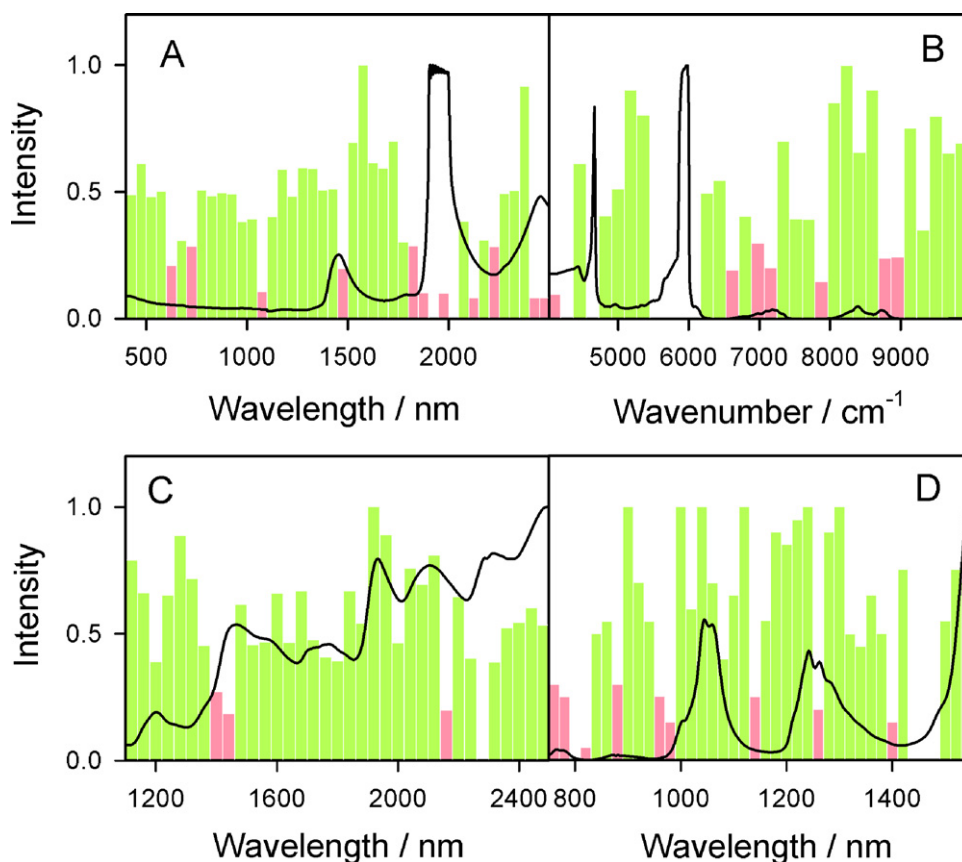 A
B
1.0
0.5
0.0
Intensity
500 1000 1500 2000
5000 6000 7000 8000 9000
Wavelength / nm
Wavenumber / cm-1
C
D
1.0
0.5
0.0
Intensity
1200 1600 2000 2400
800 1000 1200 1400
Wavelength / nm
Wavelength / nm